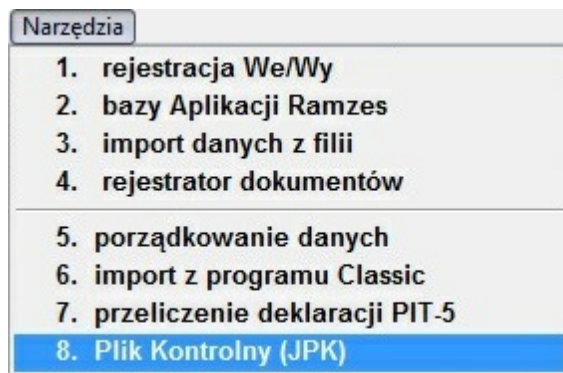 Narzędzia
1. rejestracja We/Wy
2. bazy Aplikacji Ramzes
3. import danych z filii
4. rejestrator dokumentów
5. porządkowanie danych
6. import z programu Classic
7. przeliczenie deklaracji PIT-5
8. Plik Kontrolny (JPK)